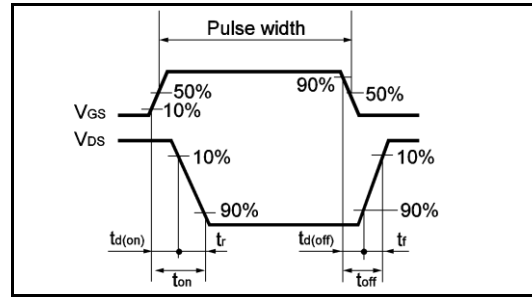 Pulse width
90%
50%
50%
10%
VGS
VDS
10%
10%
90%
90%
td(on)
tr
td(off)
tf
ton
toff